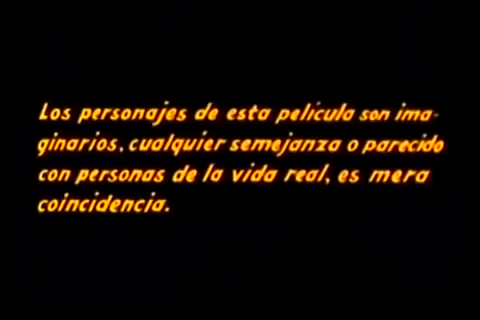 Los personajes de esta película son ima-
ginarios, cualquier semejanza o parecido
con personas de la vida real, es mera
coincidencia.